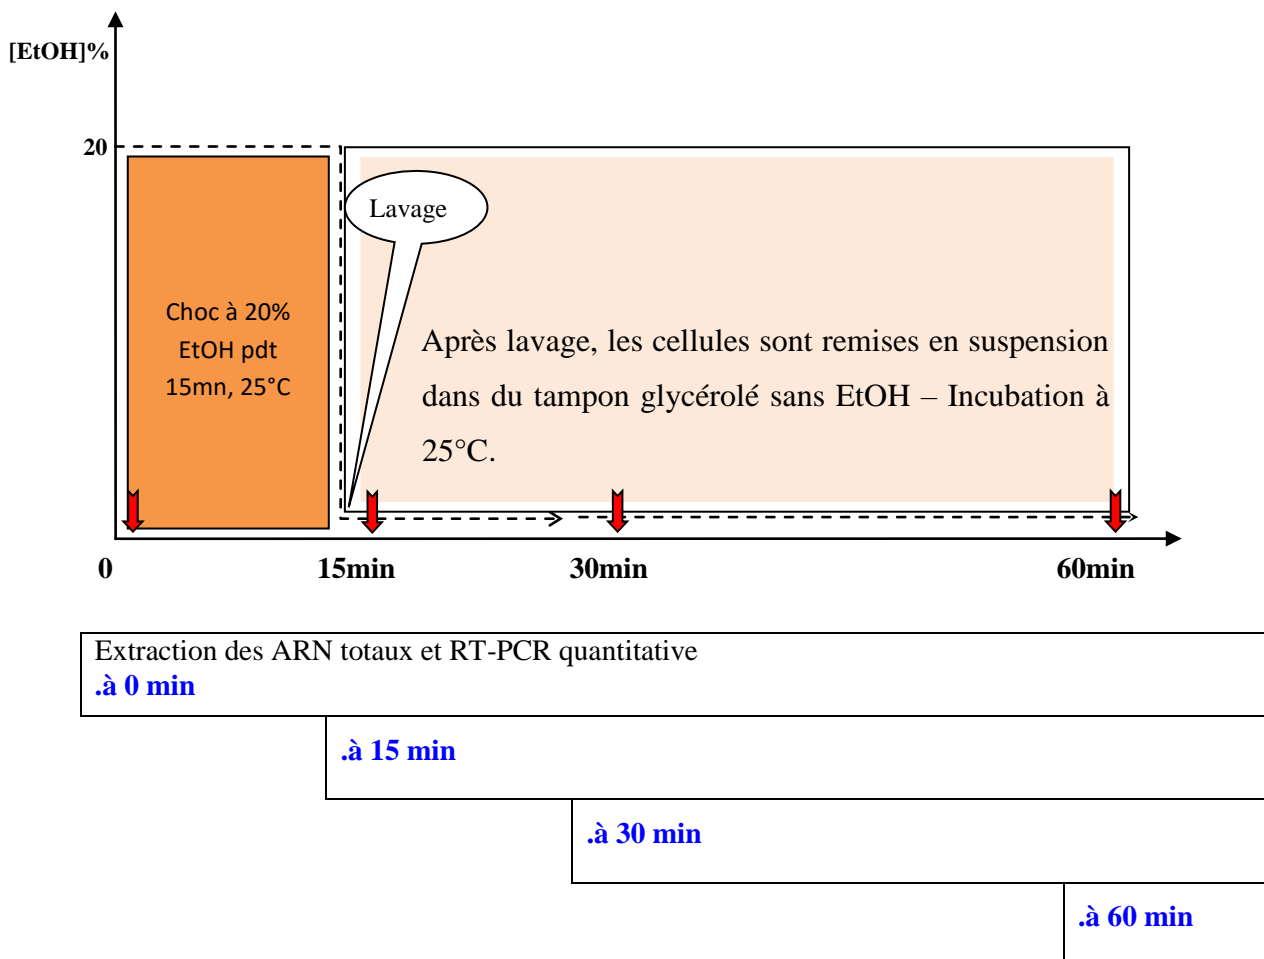 [EtOH]%
20
Lavage
Choc à 20%
EtOH pdt
15mn, 25°C
Après lavage, les cellules sont remises en suspension
dans du tampon glycérolé sans EtOH – Incubation à
25°C.
0
15min
30min
60min
Extraction des ARN totaux et RT-PCR quantitative
.à 0 min
.à 15 min
.à 30 min
.à 60 min